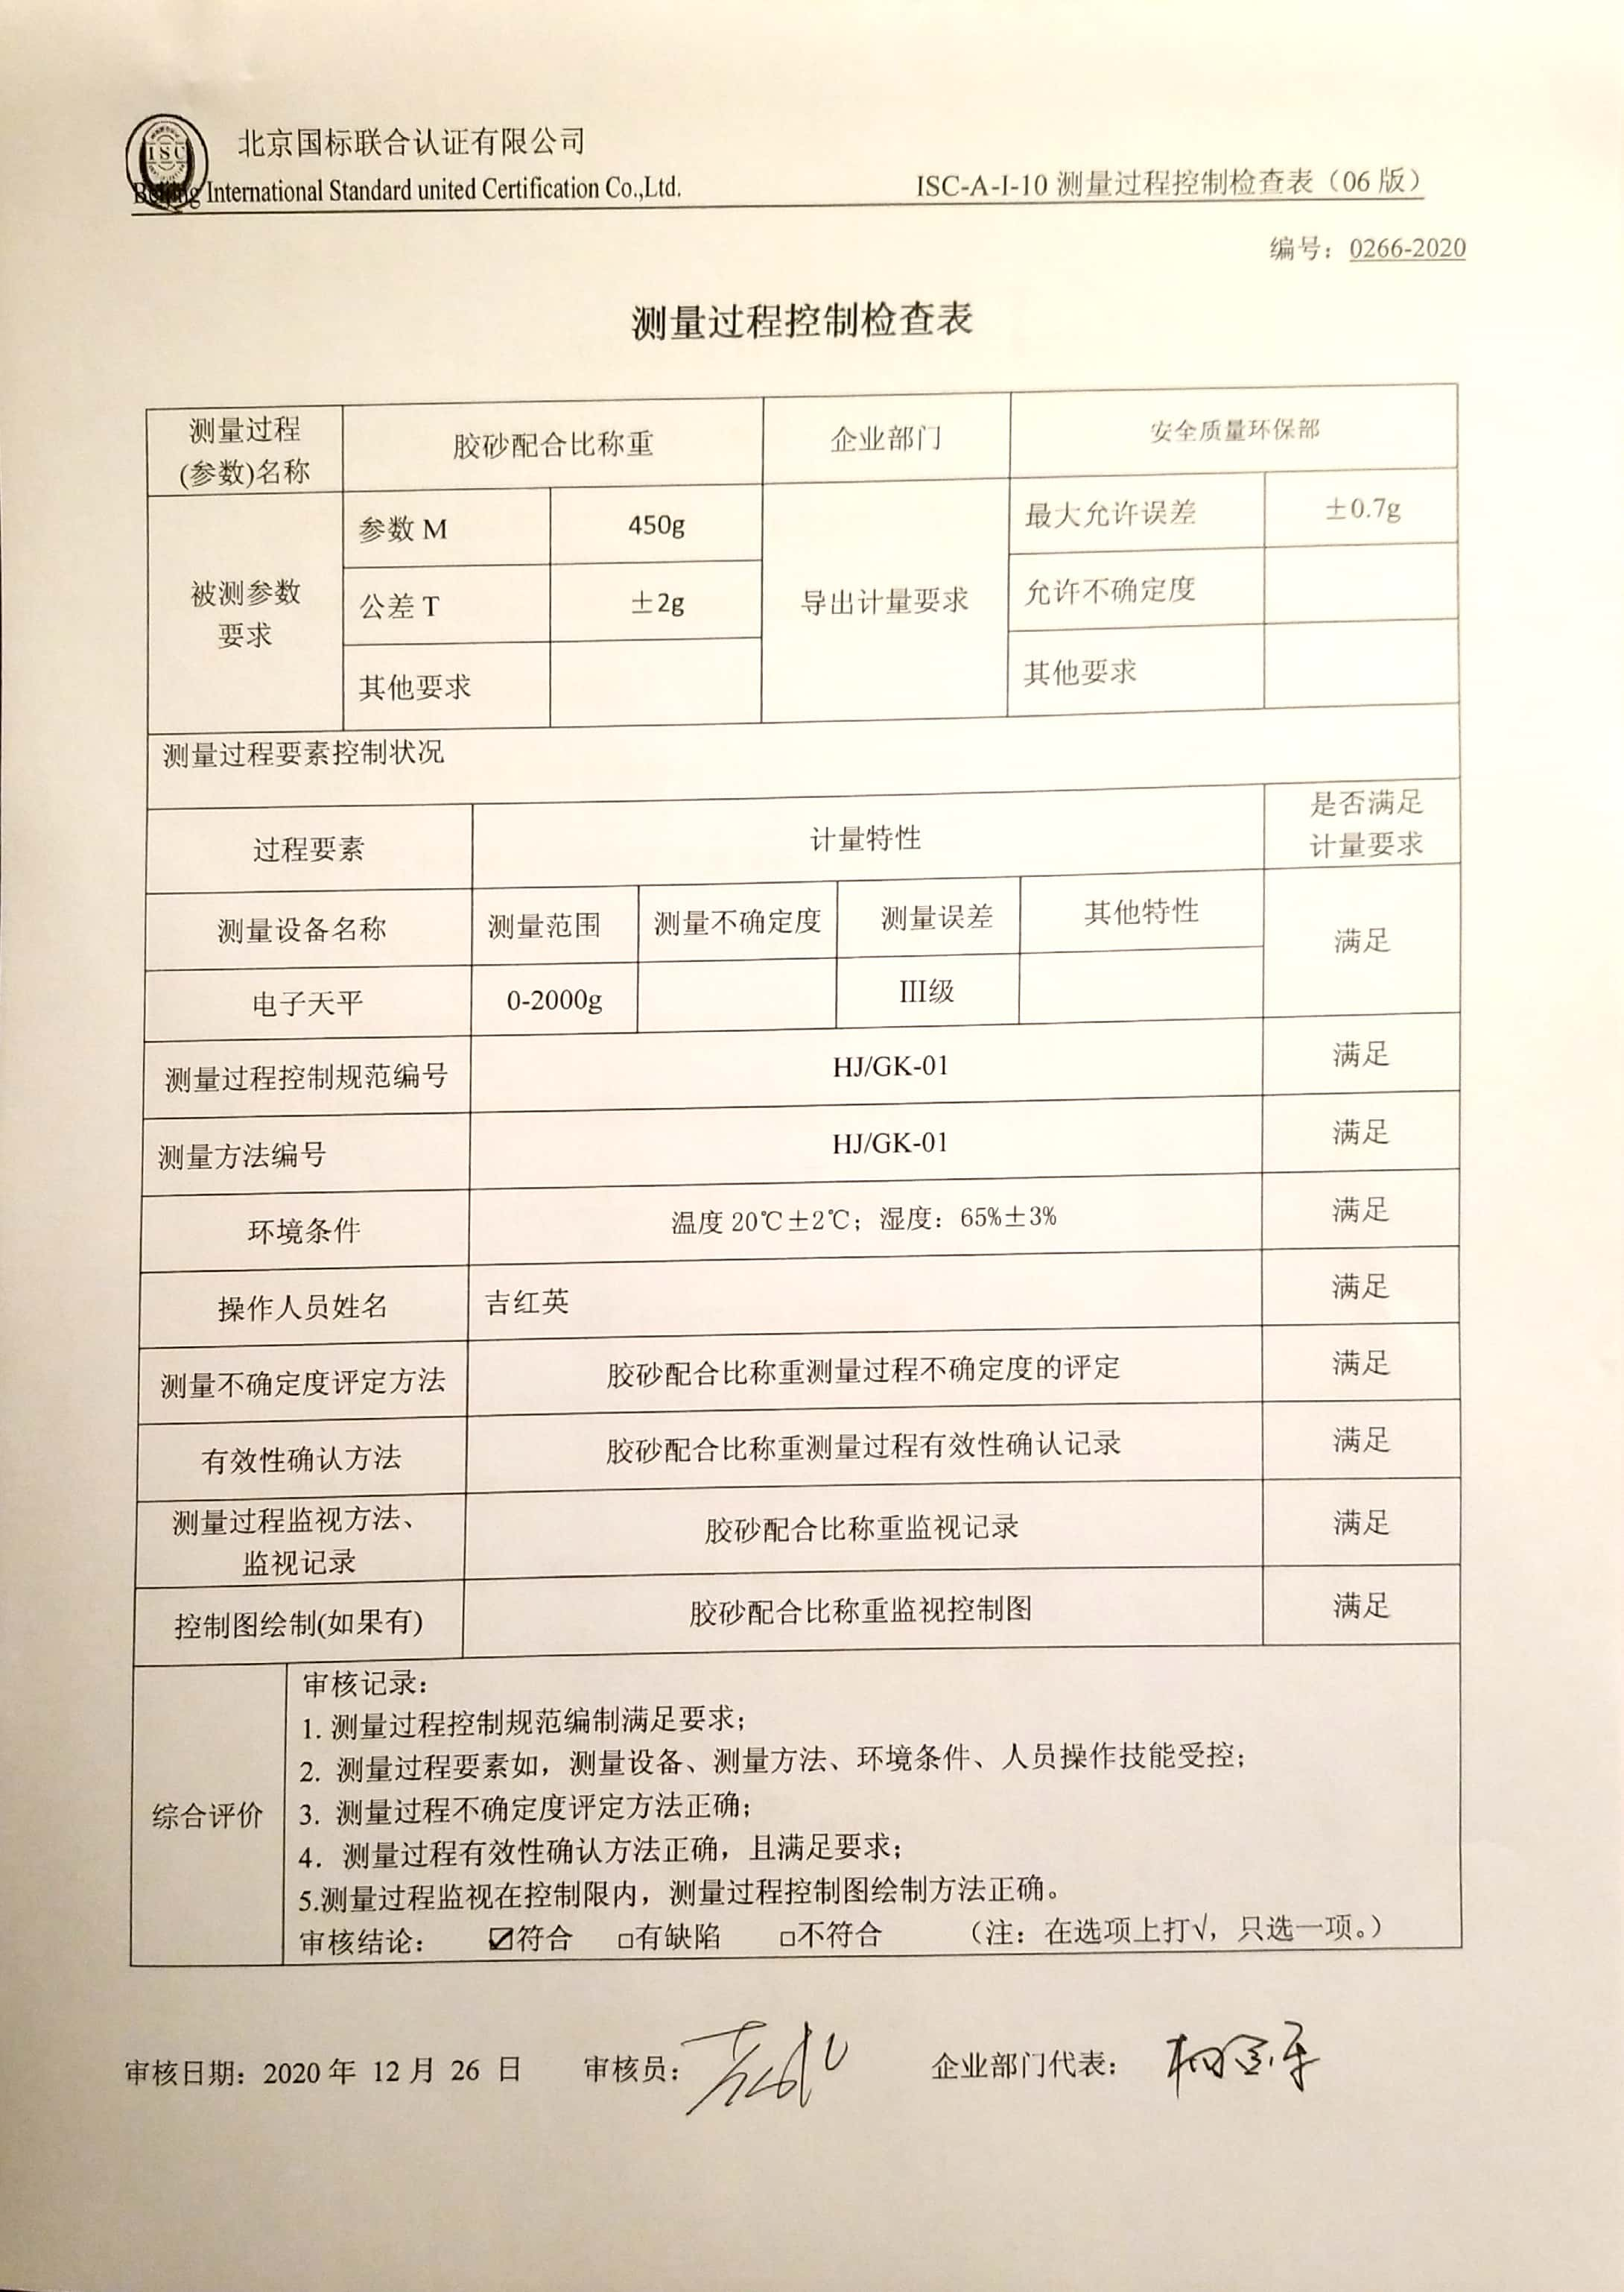 ISC
北京国标联合认证有限公司
Beijing International Standard united Certification Co.,Ltd.
ISC-A-I-10 测量过程控制检查表（06 版）
编号：0266-2020
测量过程控制检查表
测量过程
(参数)名称
胶砂配合比称重
企业部门
安全质量环保部
被测参数
要求
参数 M
450g
导出计量要求
最大允许误差
±0.7g
公差 T
±2g
允许不确定度
其他要求
其他要求
测量过程要素控制状况
过程要素
计量特性
是否满足
计量要求
测量设备名称
测量范围
测量不确定度
测量误差
其他特性
满足
电子天平
0-2000g
III级
测量过程控制规范编号
HJ/GK-01
满足
测量方法编号
HJ/GK-01
满足
环境条件
温度 20℃±2℃；湿度：65%±3%
满足
操作人员姓名
吉红英
满足
测量不确定度评定方法
胶砂配合比称重测量过程不确定度的评定
满足
有效性确认方法
胶砂配合比称重测量过程有效性确认记录
满足
测量过程监视方法、
监视记录
胶砂配合比称重监视记录
满足
控制图绘制(如果有)
胶砂配合比称重监视控制图
满足
综合评价
审核记录：
1. 测量过程控制规范编制满足要求；
2. 测量过程要素如，测量设备、测量方法、环境条件、人员操作技能受控；
3. 测量过程不确定度评定方法正确；
4. 测量过程有效性确认方法正确，且满足要求；
5.测量过程监视在控制限内，测量过程控制图绘制方法正确。
审核结论： ☑符合 □有缺陷 □不符合 （注：在选项上打√，只选一项。）
审核日期：2020 年 12 月 26 日 审核员： 企业部门代表：